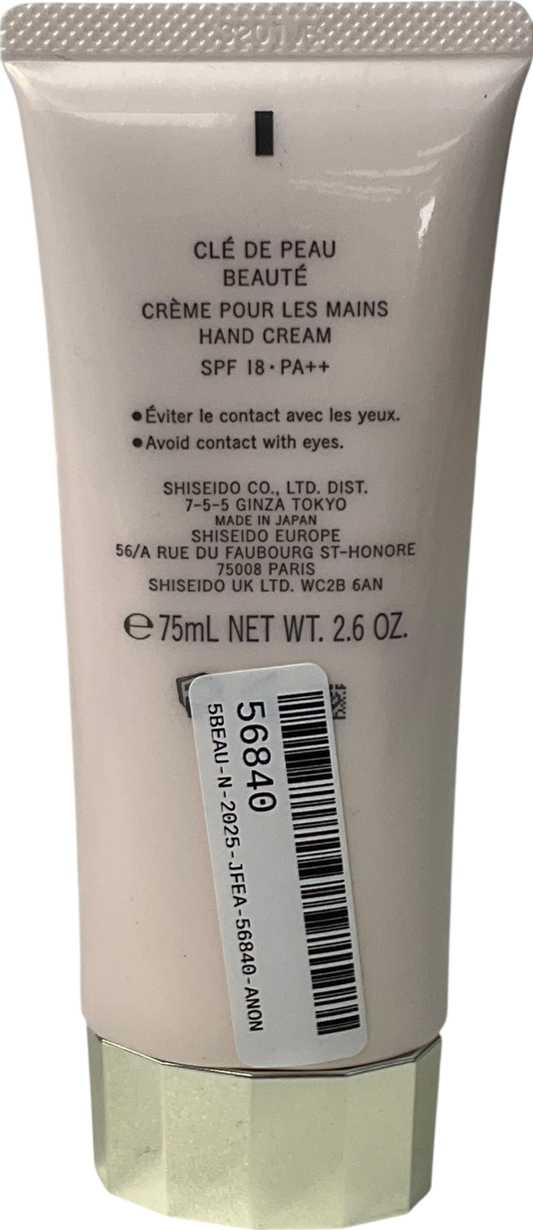 CLÉ DE PEAU
BEAUTÉ
CRÈME POUR LES MAINS
HAND CREAM
SPF 18・PA++
●Éviter le contact avec les yeux.
●Avoid contact with eyes.
SHISEIDO CO., LTD. DIST.
7-5-5 GINZA TOKYO
MADE IN JAPAN
SHISEIDO EUROPE
56/A RUE DU FAUBOURG ST-HONORE
75008 PARIS
SHISEIDO UK LTD. WC2B 6AN
℮75mL NET WT. 2.6 OZ.
56840
5BEAU-N-2025-JFEA-56840-ANON